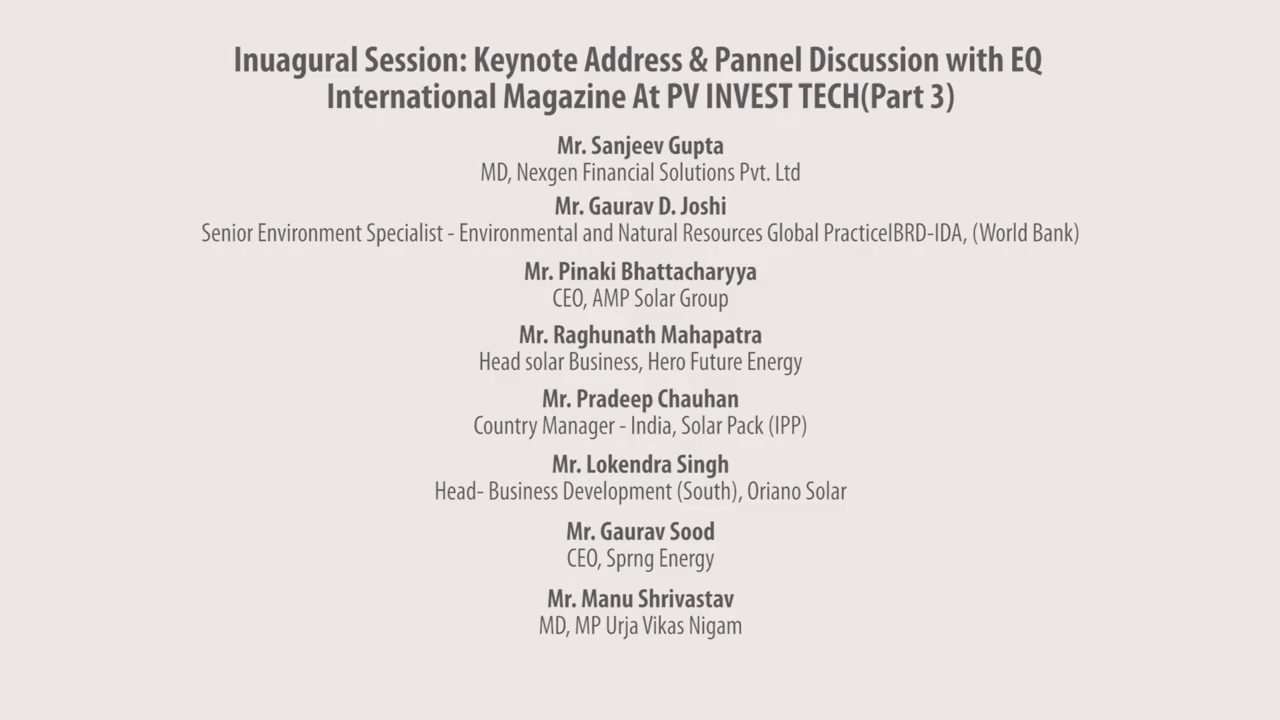 Inuagural Session: Keynote Address & Pannel Discussion with EQ
International Magazine At PV INVEST TECH(Part 3)
Mr. Sanjeev Gupta
MD, Nexgen Financial Solutions Pvt. Ltd
Mr. Gaurav D. Joshi
Senior Environment Specialist - Environmental and Natural Resources Global PracticeIBRD-IDA, (World Bank)
Mr. Pinaki Bhattacharyya
CEO, AMP Solar Group
Mr. Raghunath Mahapatra
Head solar Business, Hero Future Energy
Mr. Pradeep Chauhan
Country Manager - India, Solar Pack (IPP)
Mr. Lokendra Singh
Head- Business Development (South), Oriano Solar
Mr. Gaurav Sood
CEO, Sprng Energy
Mr. Manu Shrivastav
MD, MP Urja Vikas Nigam